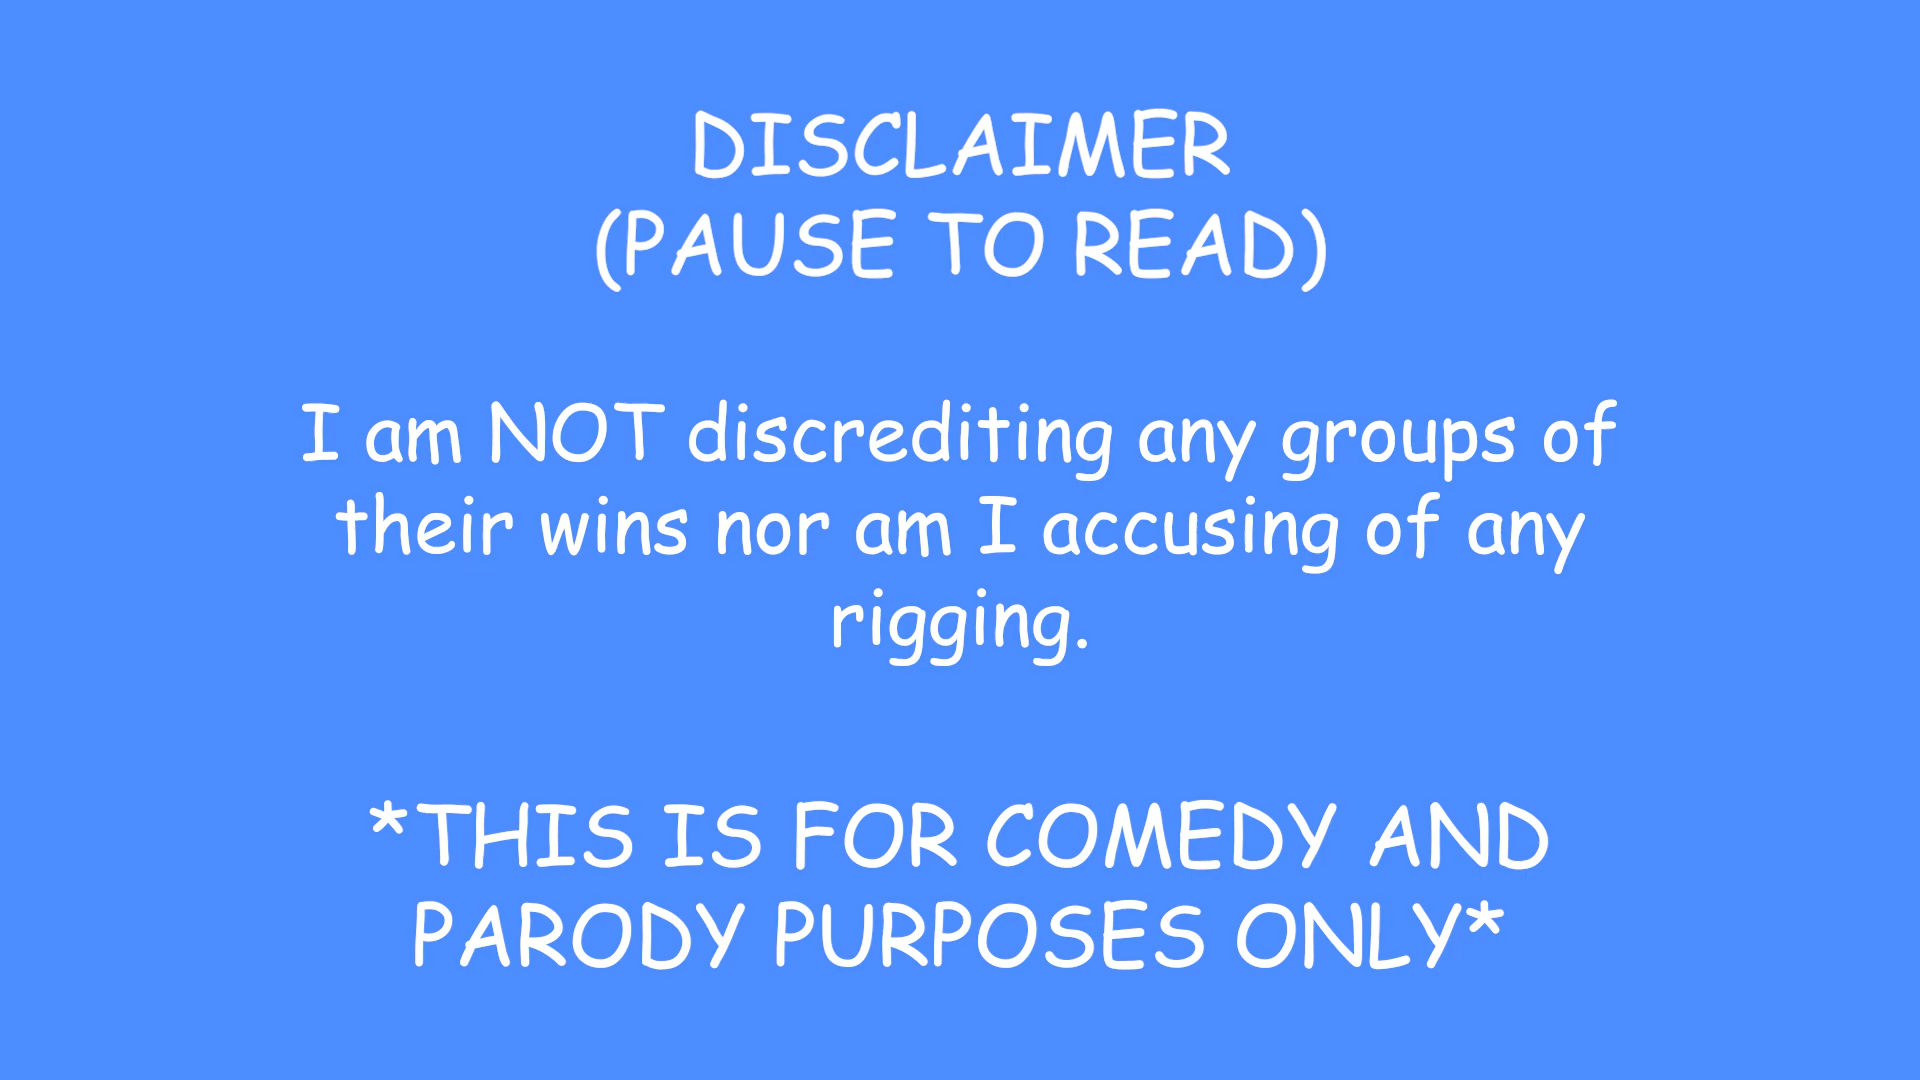 DISCLAIMER
(PAUSE TO READ)
I am NOT discrediting any groups of
their wins nor am I accusing of any
rigging.
*THIS IS FOR COMEDY AND
PARODY PURPOSES ONLY*